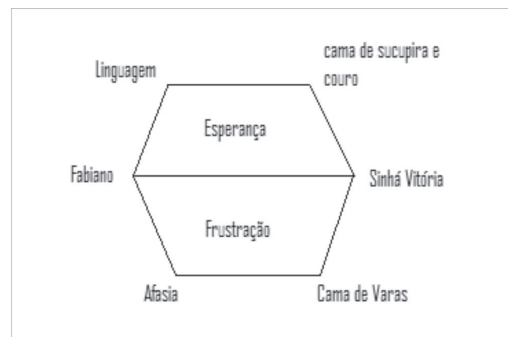 cama de sucupira e
couro
Linguagem
Esperança
Fabiano
Sinhá Vitória
Frustração
Afasia
Cama de Varas